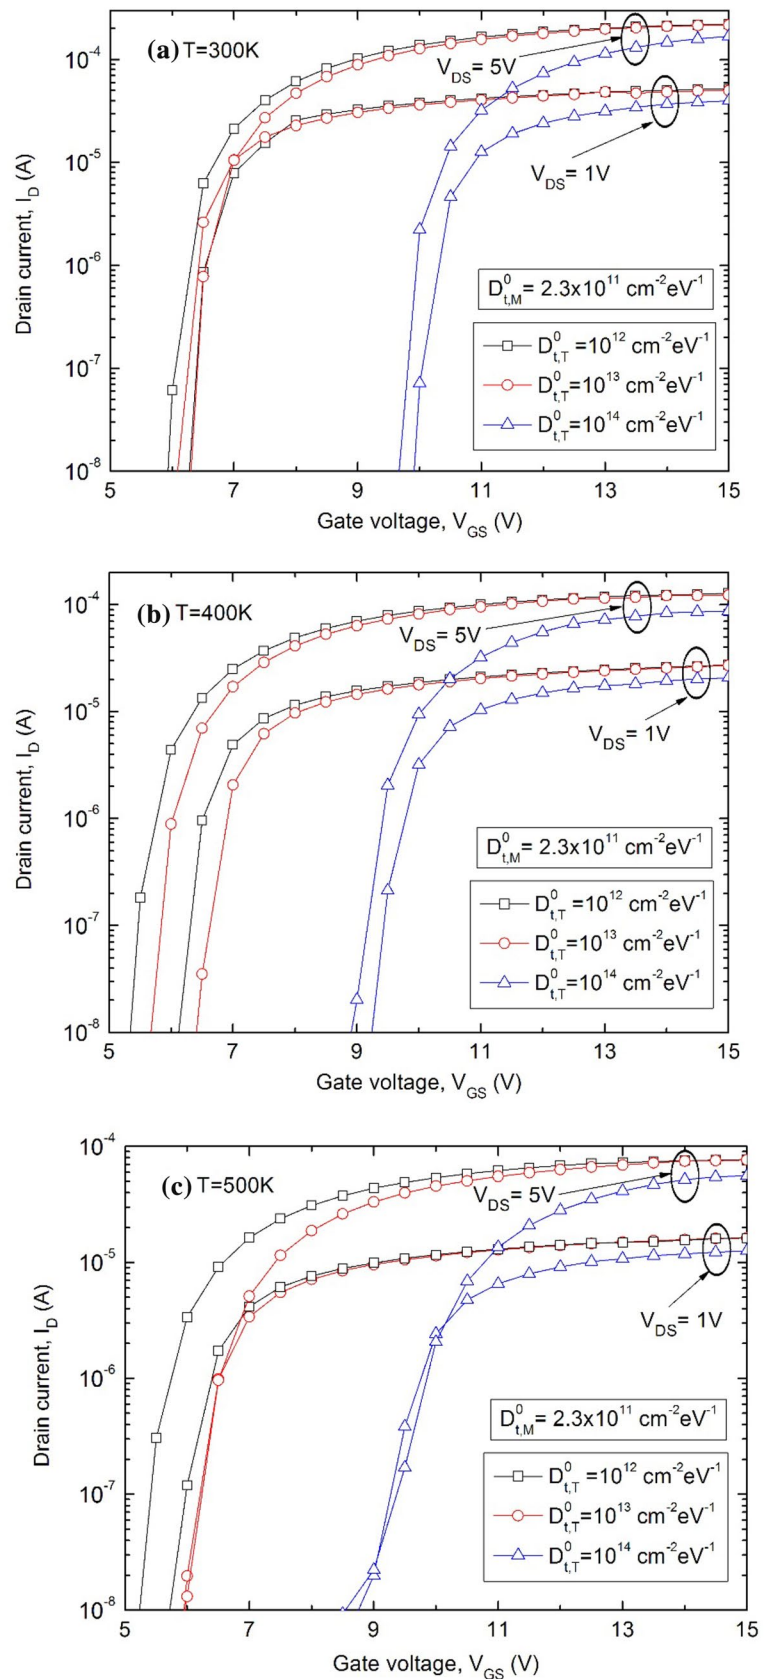 (a) T=300K
V_DS= 5V
V_DS= 1V
D^0_t,M= 2.3x10^11 cm^-2eV^-1
D^0_t,T =10^12 cm^-2eV^-1
D^0_t,T=10^13 cm^-2eV^-1
D^0_t,T=10^14 cm^-2eV^-1
Drain current, I_D (A)
10^-4
10^-5
10^-6
10^-7
10^-8
5 7 9 11 13 15
Gate voltage, V_GS (V)
(b) T=400K
V_DS= 5V
V_DS= 1V
D^0_t,M= 2.3x10^11 cm^-2eV^-1
D^0_t,T =10^12 cm^-2eV^-1
D^0_t,T=10^13 cm^-2eV^-1
D^0_t,T=10^14 cm^-2eV^-1
Drain current, I_D (A)
10^-4
10^-5
10^-6
10^-7
10^-8
5 7 9 11 13 15
Gate voltage, V_GS (V)
(c) T=500K
V_DS= 5V
V_DS= 1V
D^0_t,M= 2.3x10^11 cm^-2eV^-1
D^0_t,T =10^12 cm^-2eV^-1
D^0_t,T=10^13 cm^-2eV^-1
D^0_t,T=10^14 cm^-2eV^-1
Drain current, I_D (A)
10^-4
10^-5
10^-6
10^-7
10^-8
5 7 9 11 13 15
Gate voltage, V_GS (V)